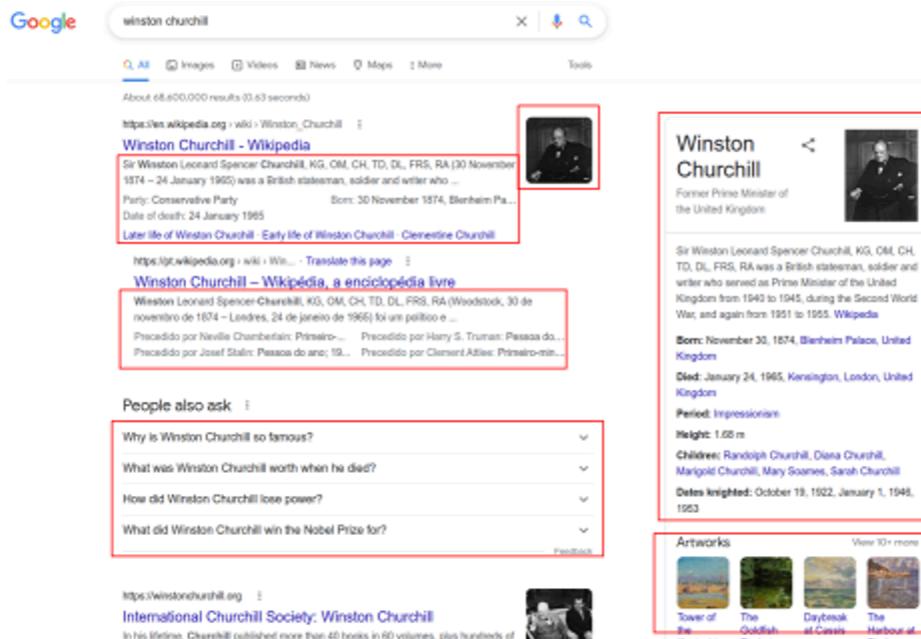 Google
winston churchill
All Images Videos News Maps More Tools
About 68,600,000 results (0.63 seconds)
https://en.wikipedia.org › wiki › Winston_Churchill
Winston Churchill - Wikipedia
Sir Winston Leonard Spencer Churchill, KG, OM, CH, TD, DL, FRS, RA (30 November
1874 – 24 January 1965) was a British statesman, soldier and writer who ...
Party: Conservative Party Born: 30 November 1874, Blenheim Pa...
Date of death: 24 January 1965
Later life of Winston Churchill · Early life of Winston Churchill · Clementine Churchill
https://pt.wikipedia.org › wiki › Win... · Translate this page
Winston Churchill – Wikipédia, a enciclopédia livre
Winston Leonard Spencer-Churchill, KG, OM, CH, TD, DL, FRS, RA (Woodstock, 30 de
novembro de 1874 – Londres, 24 de janeiro de 1965) foi um político e ...
Precedido por Neville Chamberlain: Primeiro-... Precedido por Harry S. Truman: Pessoa do...
Precedido por Josef Stalin: Pessoa do ano; 19... Precedido por Clement Attlee: Primeiro-min...
People also ask
Why is Winston Churchill so famous?
What was Winston Churchill worth when he died?
How did Winston Churchill lose power?
What did Winston Churchill win the Nobel Prize for?
Feedback
https://winstonchurchill.org
International Churchill Society: Winston Churchill
In his lifetime, Churchill published more than 40 books in 60 volumes, plus hundreds of
Winston
Churchill
Former Prime Minister of
the United Kingdom
Sir Winston Leonard Spencer Churchill, KG, OM, CH,
TD, DL, FRS, RA was a British statesman, soldier and
writer who served as Prime Minister of the United
Kingdom from 1940 to 1945, during the Second World
War, and again from 1951 to 1955. Wikipedia
Born: November 30, 1874, Blenheim Palace, United
Kingdom
Died: January 24, 1965, Kensington, London, United
Kingdom
Period: Impressionism
Height: 1.68 m
Children: Randolph Churchill, Diana Churchill,
Marigold Churchill, Mary Soames, Sarah Churchill
Dates knighted: October 19, 1922, January 1, 1946,
1953
Artworks View 10+ more
Tower of The Daybreak The
the Goldfish at Cassis Harbour at